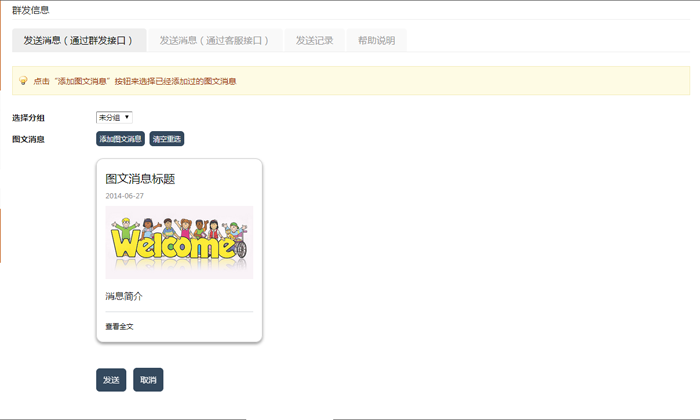 群发信息
发送消息（通过群发接口） 发送消息（通过客服接口） 发送记录 帮助说明
点击“添加图文消息”按钮来选择已经添加过的图文消息
选择分组 未分组
图文消息 添加图文消息 清空重选
图文消息标题
2014-06-27
Welcome
消息简介
查看全文
发送 取消